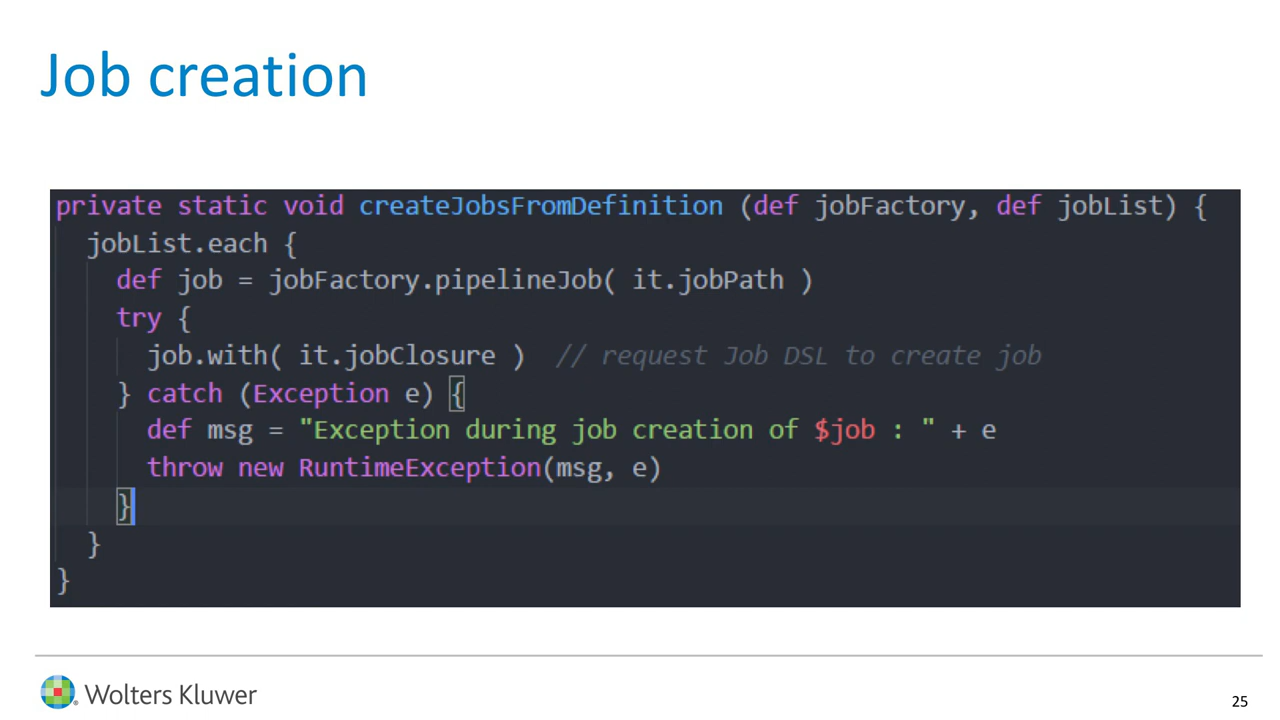 Job creation
private static void createJobsFromDefinition (def jobFactory, def jobList) {
jobList.each {
def job = jobFactory.pipelineJob( it.jobPath )
try {
job.with( it.jobClosure )  // request Job DSL to create job
} catch (Exception e) {
def msg = "Exception during job creation of $job : " + e
throw new RuntimeException(msg, e)
}
}
}
Wolters Kluwer
25